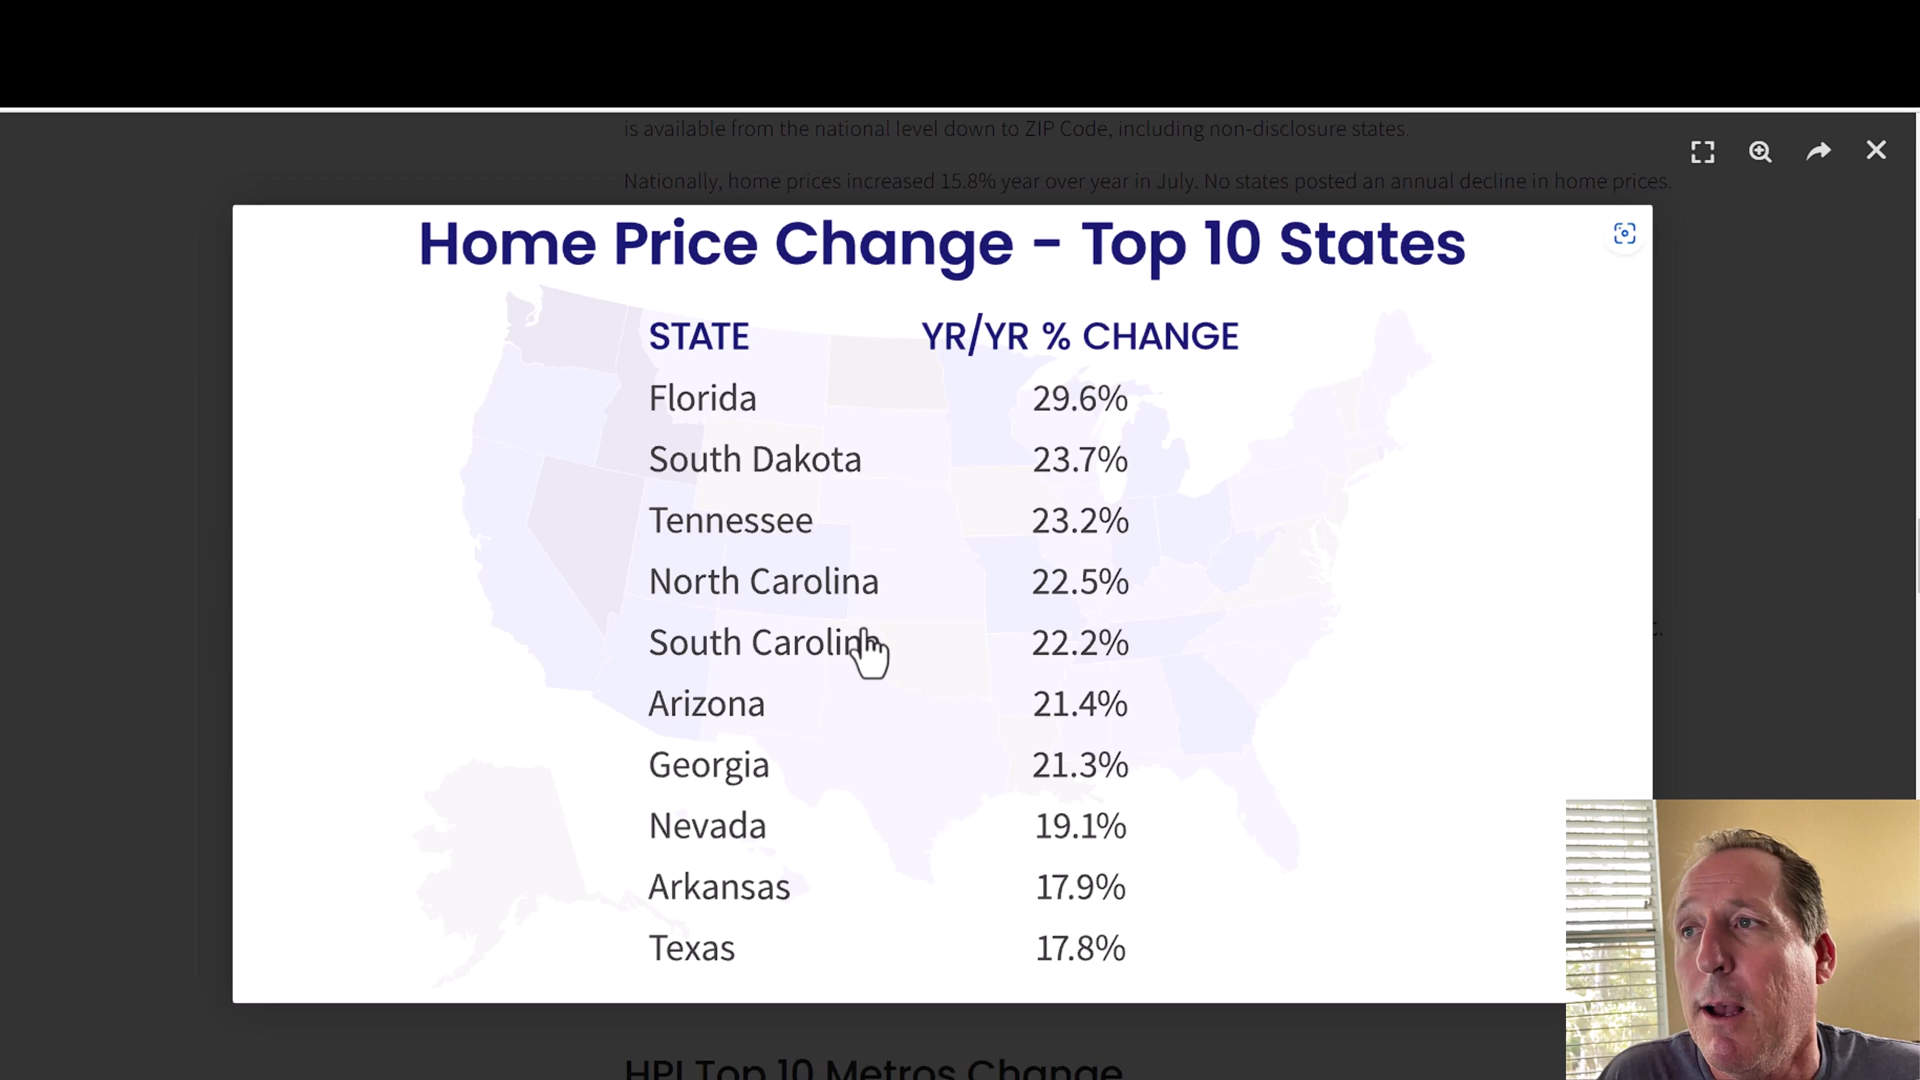 is available from the national level down to ZIP Code, including non-disclosure states.
Nationally, home prices increased 15.8% year over year in July. No states posted an annual decline in home prices.
Home Price Change - Top 10 States
STATE YR/YR % CHANGE
Florida 29.6%
South Dakota 23.7%
Tennessee 23.2%
North Carolina 22.5%
South Carolina 22.2%
Arizona 21.4%
Georgia 21.3%
Nevada 19.1%
Arkansas 17.9%
Texas 17.8%
HPI Top 10 Metros Change